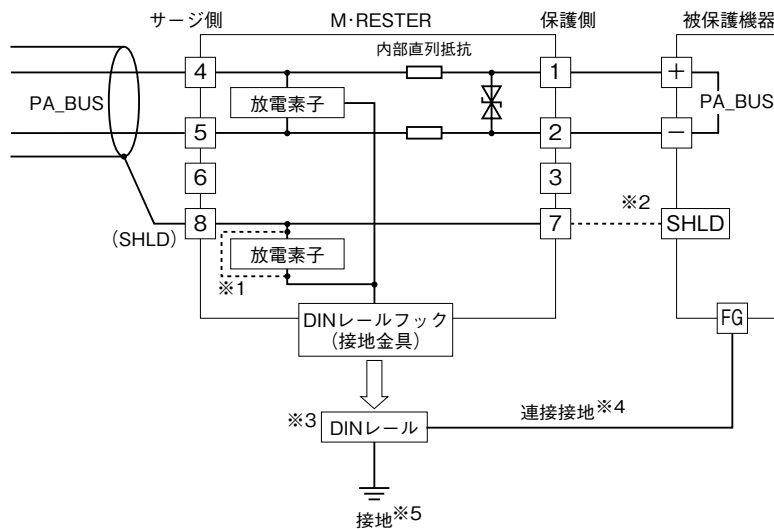 サージ側
M･RESTER
保護側
被保護機器
内部直列抵抗
4
1
+
PA_BUS
放電素子
PA_BUS
5
2
−
6
3
※2
(SHLD)
8
7
SHLD
放電素子
※1
DINレールフック
(接地金具)
FG
※3
DINレール
連接接地※4
接地※5